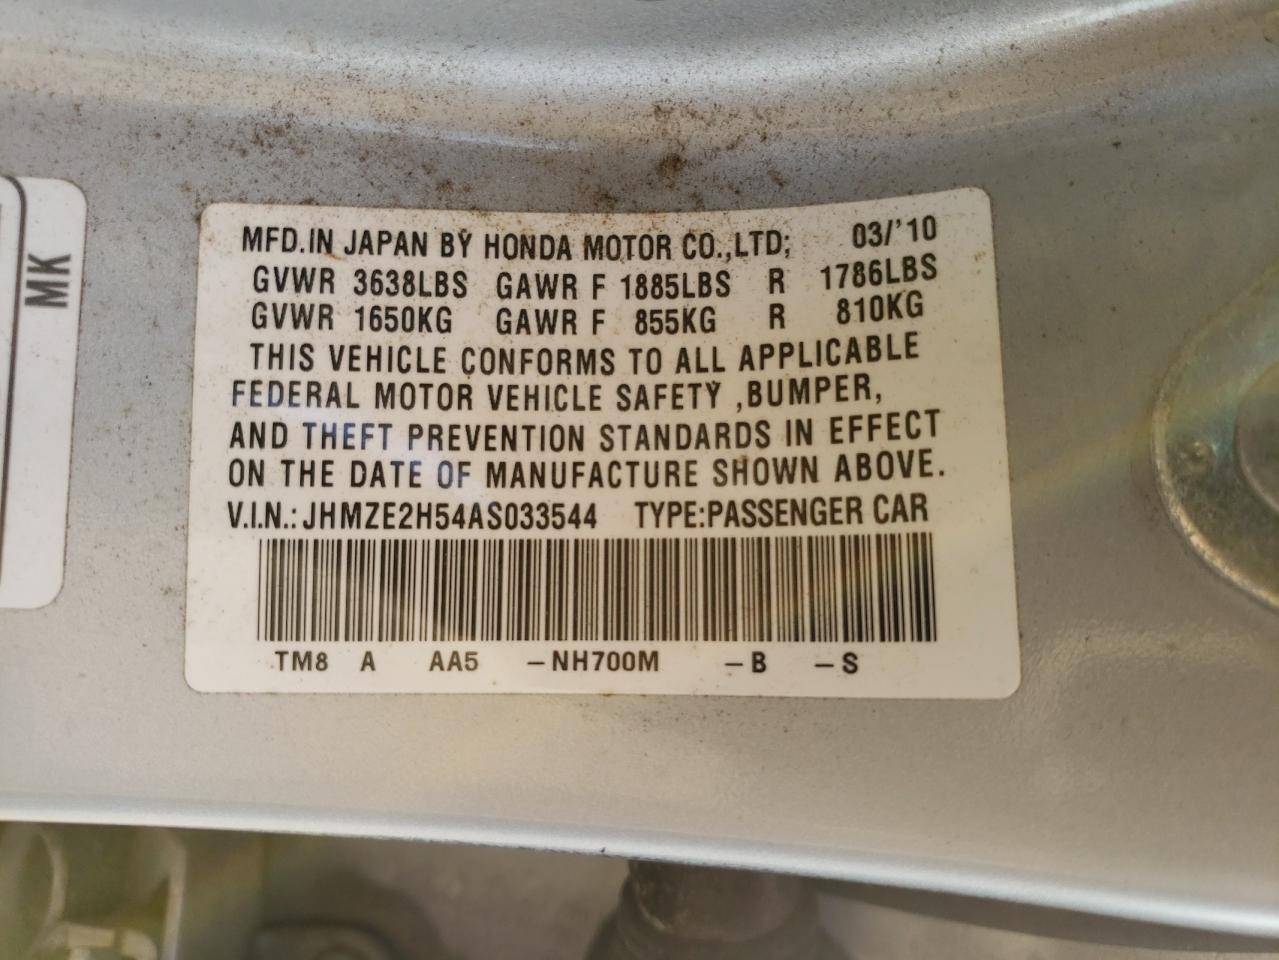 MK
MFD.IN JAPAN BY HONDA MOTOR CO.,LTD; 03/'10
GVWR 3638LBS GAWR F 1885LBS R 1786LBS
GVWR 1650KG GAWR F 855KG R 810KG
THIS VEHICLE CONFORMS TO ALL APPLICABLE
FEDERAL MOTOR VEHICLE SAFETY ,BUMPER,
AND THEFT PREVENTION STANDARDS IN EFFECT
ON THE DATE OF MANUFACTURE SHOWN ABOVE.
V.I.N.: JHMZE2H54AS033544 TYPE:PASSENGER CAR
TM8 A AA5 -NH700M -B -S